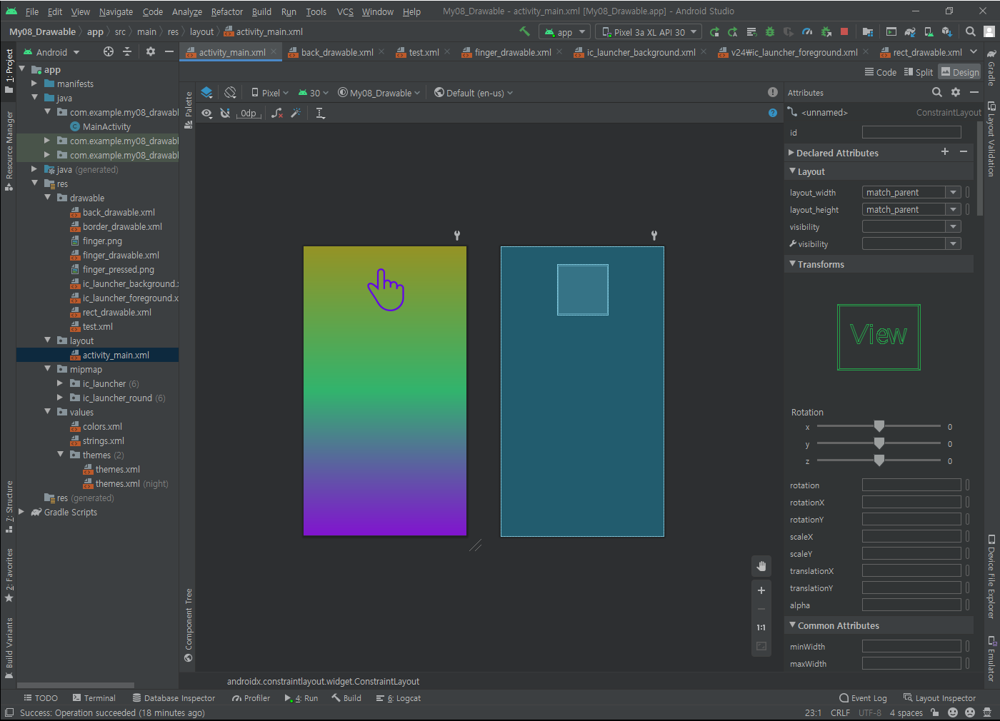 File Edit View Navigate Code Analyze Refactor Build Run Tools VCS Window Help My08_Drawable - activity_main.xml [My08_Drawable.app] - Android Studio
My08_Drawable app src main res layout activity_main.xml app Pixel 3a XL API 30
Android activity_main.xml back_drawable.xml test.xml finger_drawable.xml ic_launcher_background.xml v24₩ic_launcher_foreground.xml rect_drawable.xml
1: Project
Resource Manager
7: Structure
2: Favorites
Build Variants
app
manifests
java
com.example.my08_drawabl
MainActivity
com.example.my08_drawabl
com.example.my08_drawabl
java (generated)
res
drawable
back_drawable.xml
border_drawable.xml
finger.png
finger_drawable.xml
finger_pressed.png
ic_launcher_background.x
ic_launcher_foreground.x
rect_drawable.xml
test.xml
layout
activity_main.xml
mipmap
ic_launcher (6)
ic_launcher_round (6)
values
colors.xml
strings.xml
themes (2)
themes.xml
themes.xml (night)
res (generated)
Gradle Scripts
Code Split Design
Palette
Component Tree
Pixel 30 My08_Drawable Default (en-us)
0dp
1:1
androidx.constraintlayout.widget.ConstraintLayout
Attributes
<unnamed> ConstraintLayout
id
Declared Attributes
Layout
layout_width match_parent
layout_height match_parent
visibility
visibility
Transforms
View
Rotation
x 0
y 0
z 0
rotation
rotationX
rotationY
scaleX
scaleY
translationX
translationY
alpha
Common Attributes
minWidth
maxWidth
Gradle
Layout Validation
Device File Explorer
Emulator
TODO Terminal Database Inspector Profiler 4: Run Build 6: Logcat Event Log Layout Inspector
Success: Operation succeeded (18 minutes ago) 23:1 CRLF UTF-8 4 spaces